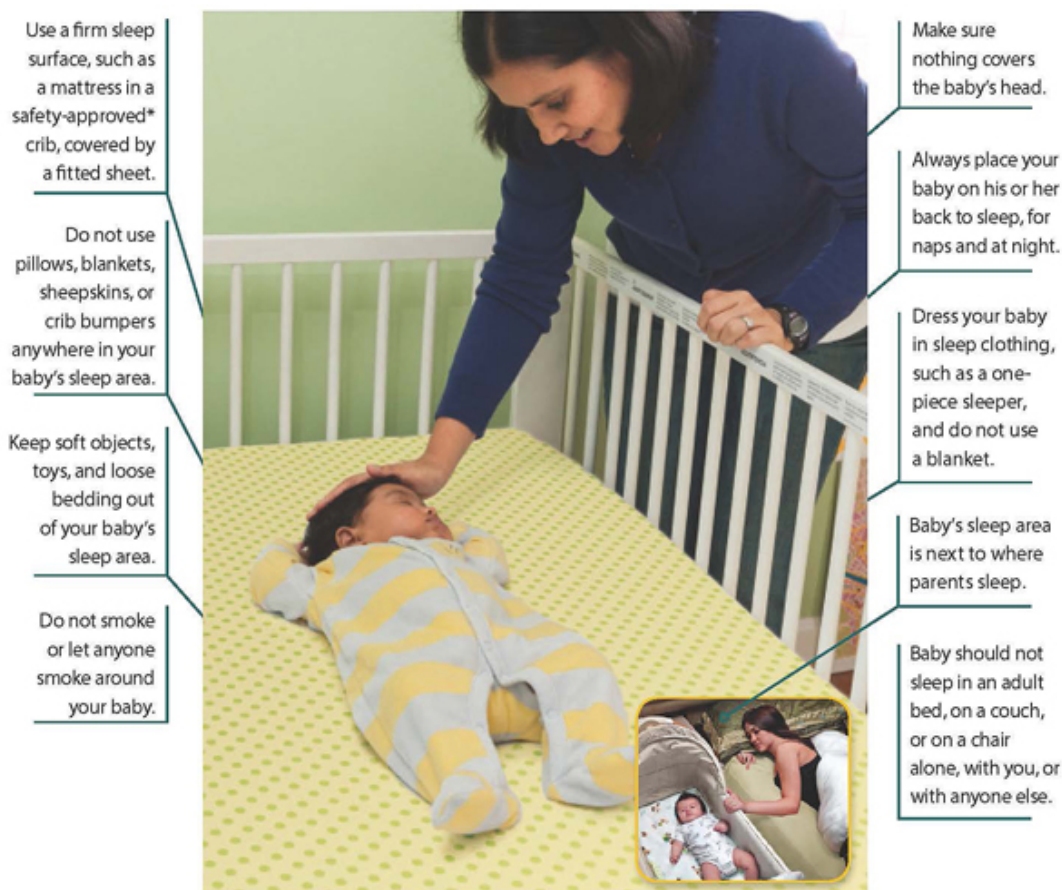 Use a firm sleep
surface, such as
a mattress in a
safety-approved*
crib, covered by
a fitted sheet.
Do not use
pillows, blankets,
sheepskins, or
crib bumpers
anywhere in your
baby's sleep area.
Keep soft objects,
toys, and loose
bedding out
of your baby's
sleep area.
Do not smoke
or let anyone
smoke around
your baby.
Make sure
nothing covers
the baby's head.
Always place your
baby on his or her
back to sleep, for
naps and at night.
Dress your baby
in sleep clothing,
such as a one-
piece sleeper,
and do not use
a blanket.
Baby's sleep area
is next to where
parents sleep.
Baby should not
sleep in an adult
bed, on a couch,
or on a chair
alone, with you, or
with anyone else.